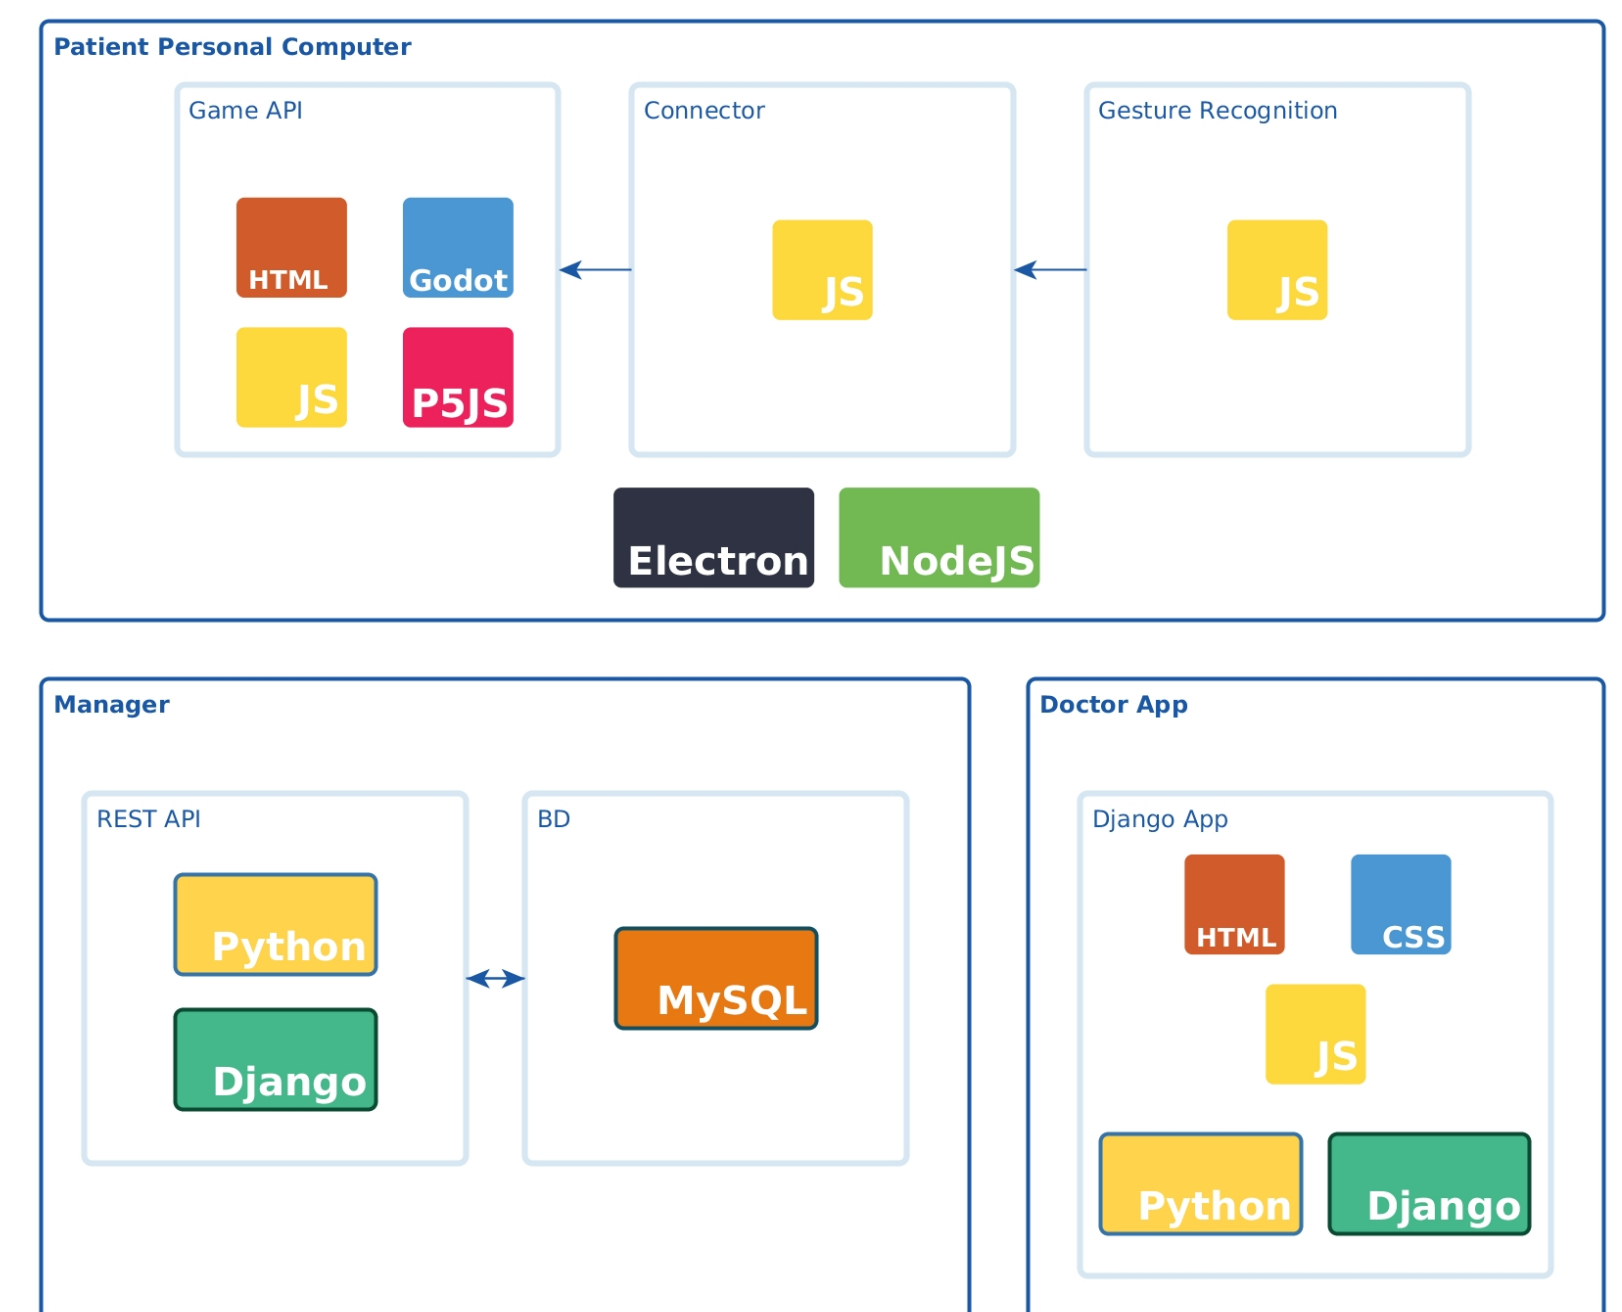 Patient Personal Computer
Game API
HTML
Godot
JS
P5JS
Connector
JS
Gesture Recognition
JS
Electron
NodeJS
Manager
REST API
Python
Django
BD
MySQL
Doctor App
Django App
HTML
CSS
JS
Python
Django